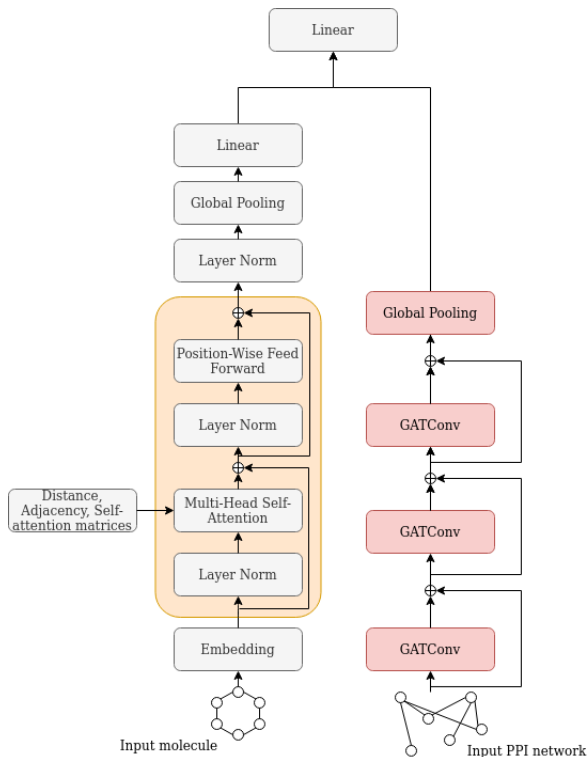 Linear
Linear
Global Pooling
Layer Norm
Position-Wise Feed
Forward
Layer Norm
Distance,
Adjacency, Self-
attention matrices
Multi-Head Self-
Attention
Layer Norm
Embedding
Input molecule
Global Pooling
GATConv
GATConv
GATConv
Input PPI network